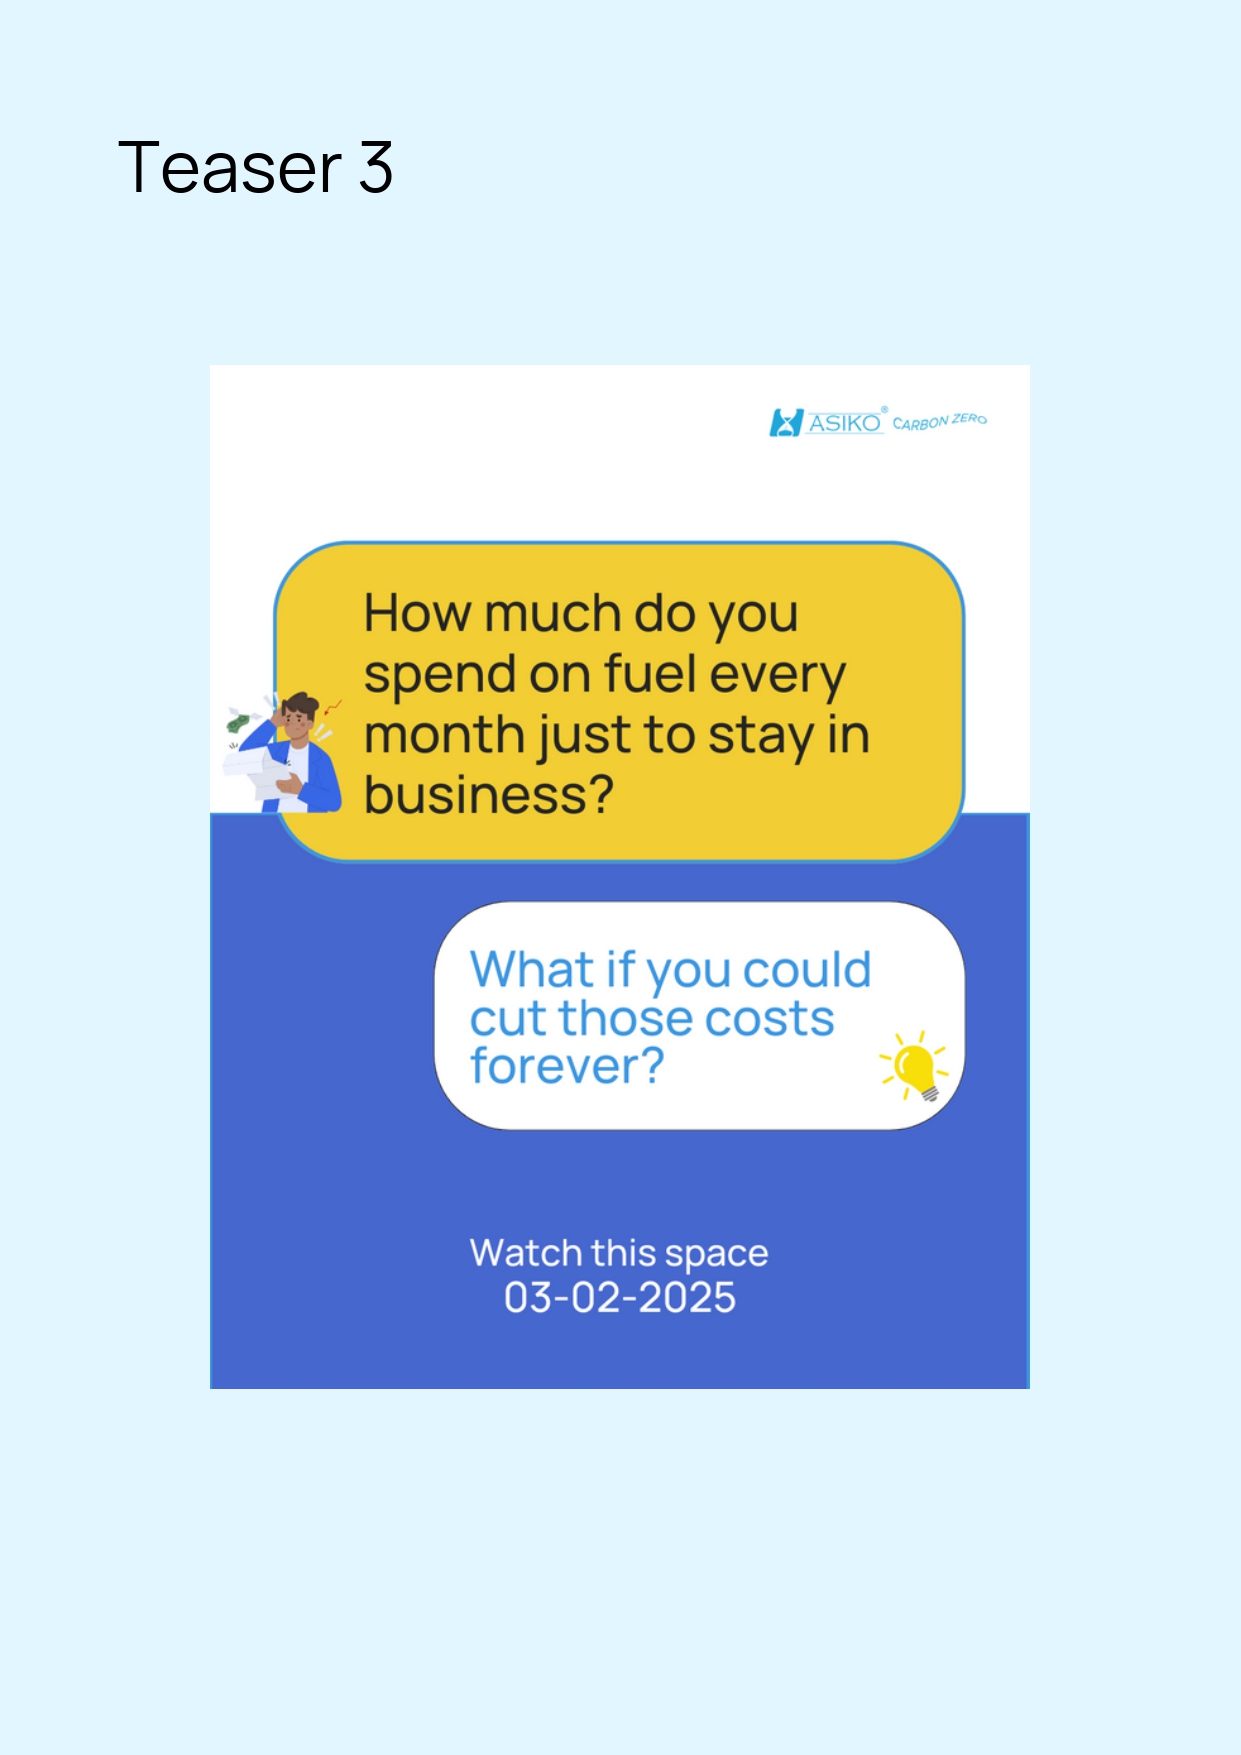 Teaser 3
ASIKO® CARBON ZERO
How much do you
spend on fuel every
month just to stay in
business?
What if you could
cut those costs
forever?
Watch this space
03-02-2025